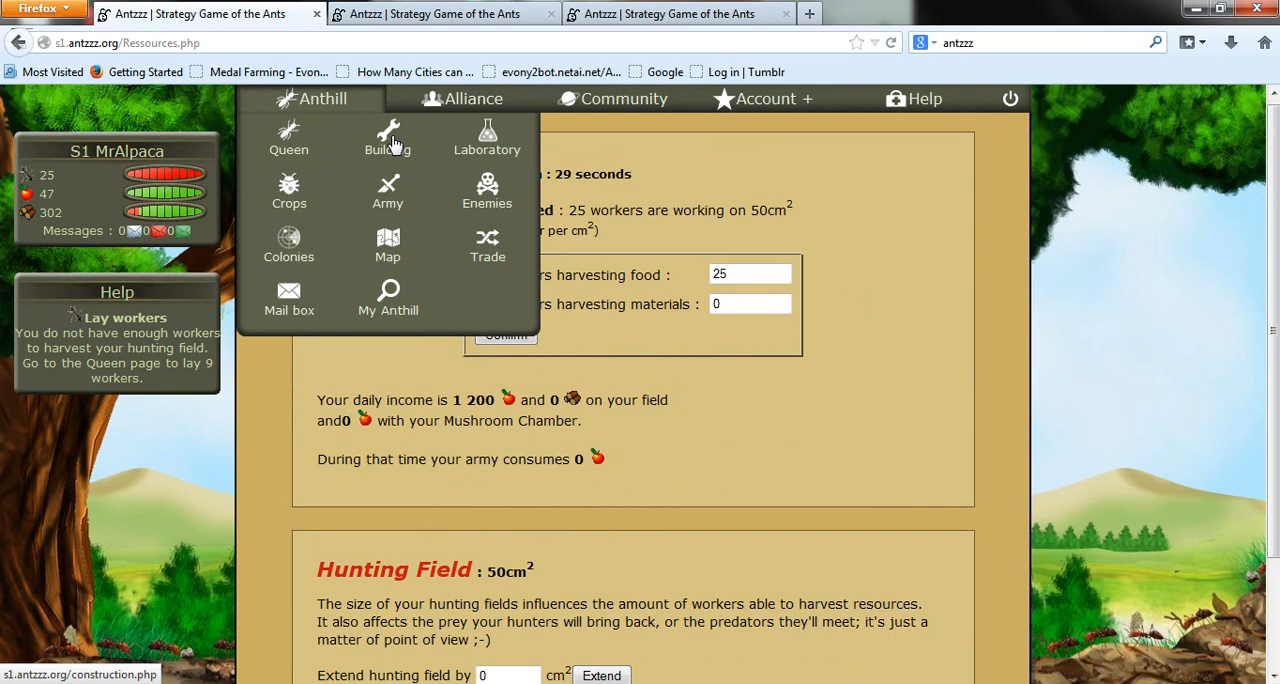 Firefox
Antzzz | Strategy Game of the Ants
Antzzz | Strategy Game of the Ants
Antzzz | Strategy Game of the Ants
s1.antzzz.org/Ressources.php
antzzz
Most Visited
Getting Started
Medal Farming - Evon...
How Many Cities can ...
evony2bot.netai.net/A...
Google
Log in | Tumblr
Anthill
Alliance
Community
Account +
Help
Queen
Building
Laboratory
Crops
Army
Enemies
Colonies
Map
Trade
Mail box
My Anthill
S1 MrAlpaca
25
47
302
Messages : 0 0 0
Help
Lay workers
You do not have enough workers
to harvest your hunting field.
Go to the Queen page to lay 9
workers.
: 29 seconds
: 25 workers are working on 50cm2
per cm2)
harvesting food : 25
harvesting materials : 0
Confirm
Your daily income is 1 200 and 0 on your field
and0 with your Mushroom Chamber.
During that time your army consumes 0
Hunting Field : 50cm2
The size of your hunting fields influences the amount of workers able to harvest resources.
It also affects the prey your hunters will bring back, or the predators they'll meet; it's just a
matter of point of view ;-)
Extend hunting field by 0 cm2 Extend
s1.antzzz.org/construction.php